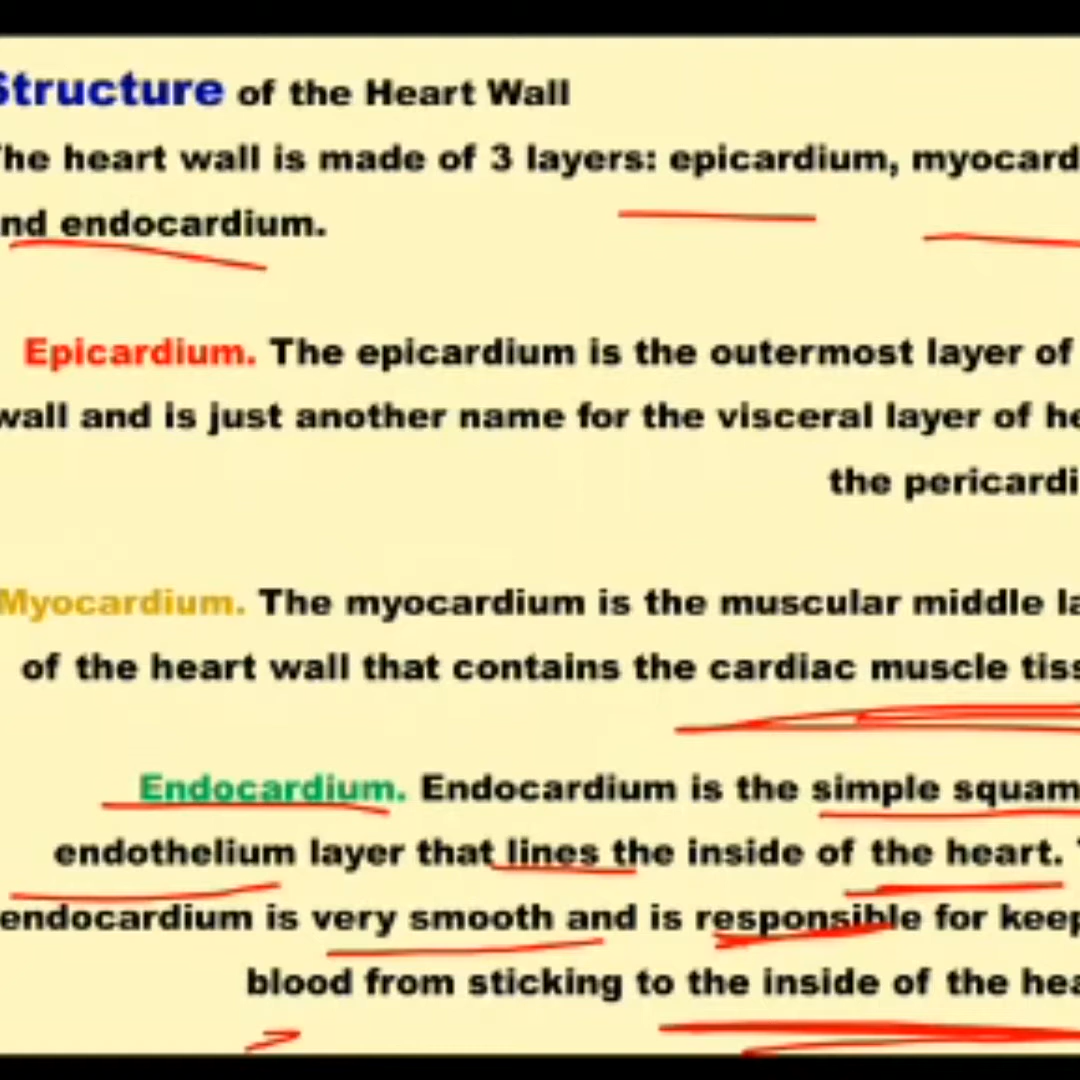 Structure of the Heart Wall
The heart wall is made of 3 layers: epicardium, myocard
nd endocardium.
Epicardium. The epicardium is the outermost layer of
wall and is just another name for the visceral layer of he
the pericardi
Myocardium. The myocardium is the muscular middle la
of the heart wall that contains the cardiac muscle tiss
Endocardium. Endocardium is the simple squam
endothelium layer that lines the inside of the heart.
endocardium is very smooth and is responsible for keep
blood from sticking to the inside of the hea